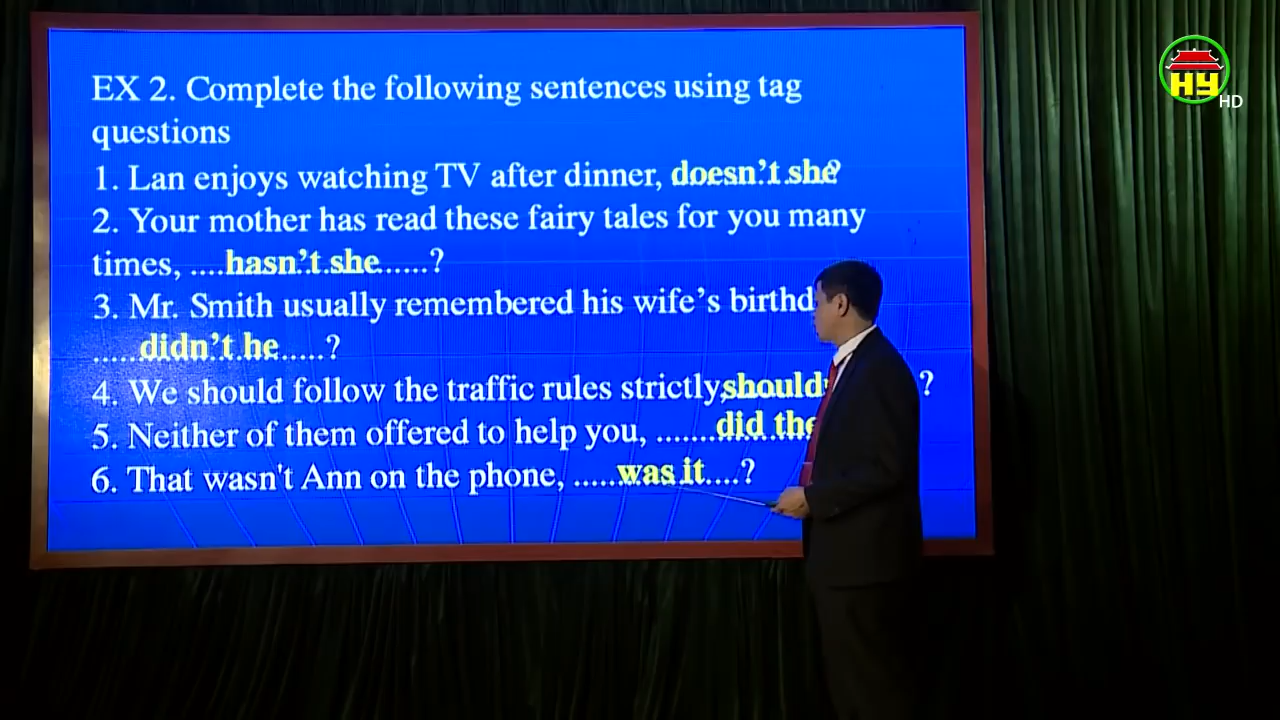 EX 2. Complete the following sentences using tag
questions
1. Lan enjoys watching TV after dinner, doesn't she?
2. Your mother has read these fairy tales for you many
times, ....hasn't she......?
3. Mr. Smith usually remembered his wife's
.....didn't he.....?
4. We should follow the traffic rules strictly, ?
5. Neither of them offered to help you, .......did
6. That wasn't Ann on the phone, .....was it....?
HY
HD